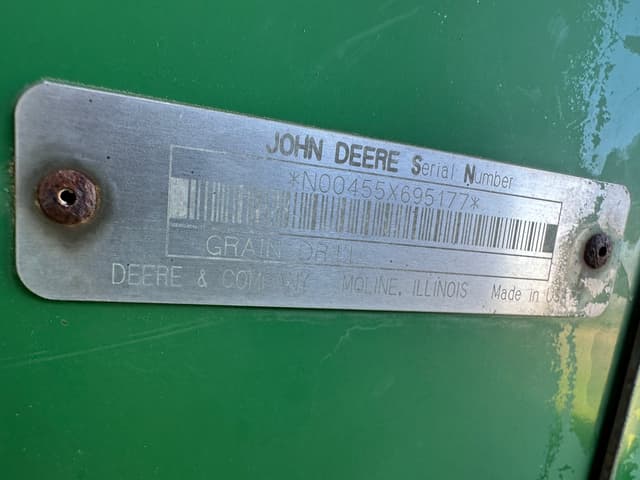 JOHN DEERE Serial Number
*N00455X695177*
GRAIN DRILL
DEERE & COMPANY MOLINE, ILLINOIS Made in USA